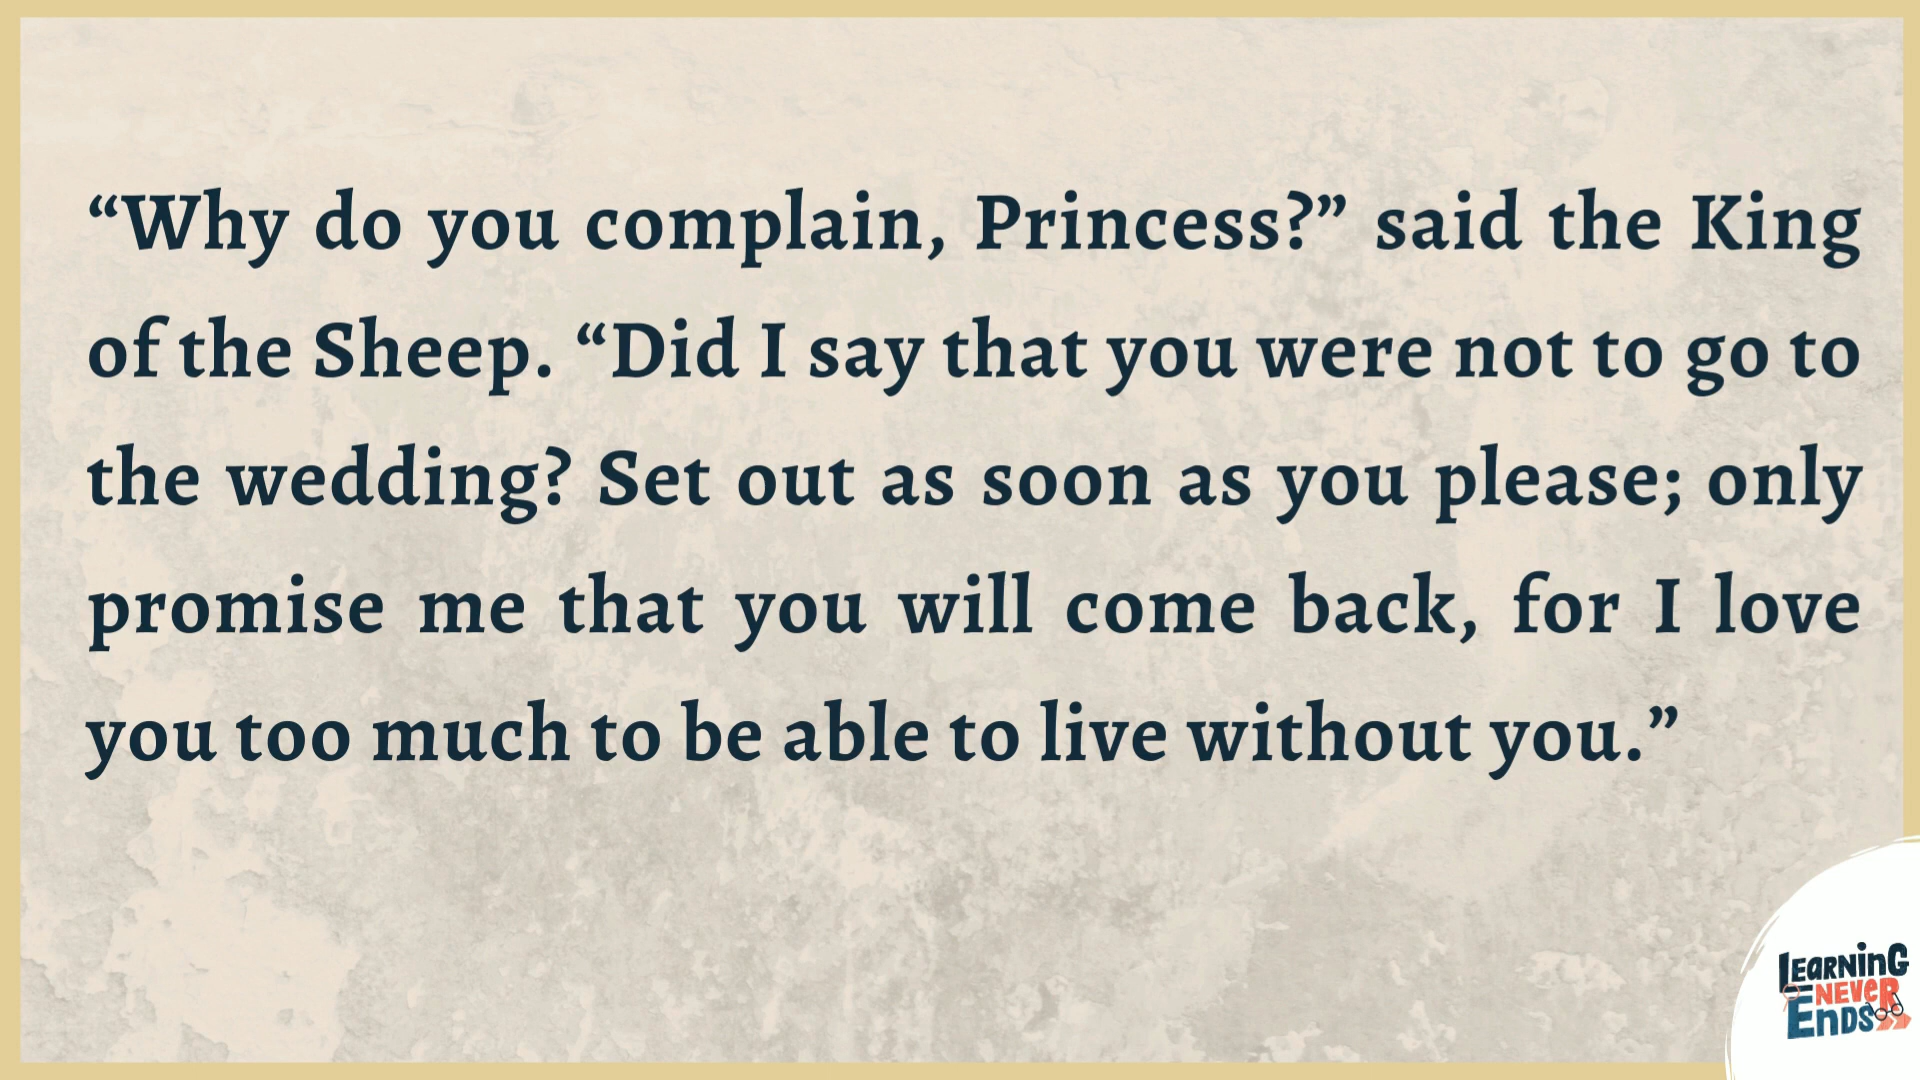 “Why do you complain, Princess?” said the King
of the Sheep. “Did I say that you were not to go to
the wedding? Set out as soon as you please; only
promise me that you will come back, for I love
you too much to be able to live without you.”
LEARNinG
NEVER
EnDS